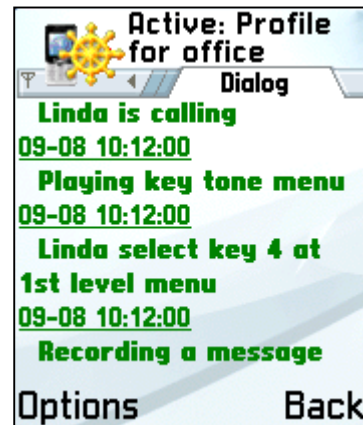 Active: Profile
for office
Dialog
Linda is calling
09-08 10:12:00
Playing key tone menu
09-08 10:12:00
Linda select key 4 at
1st level menu
09-08 10:12:00
Recording a message
Options Back